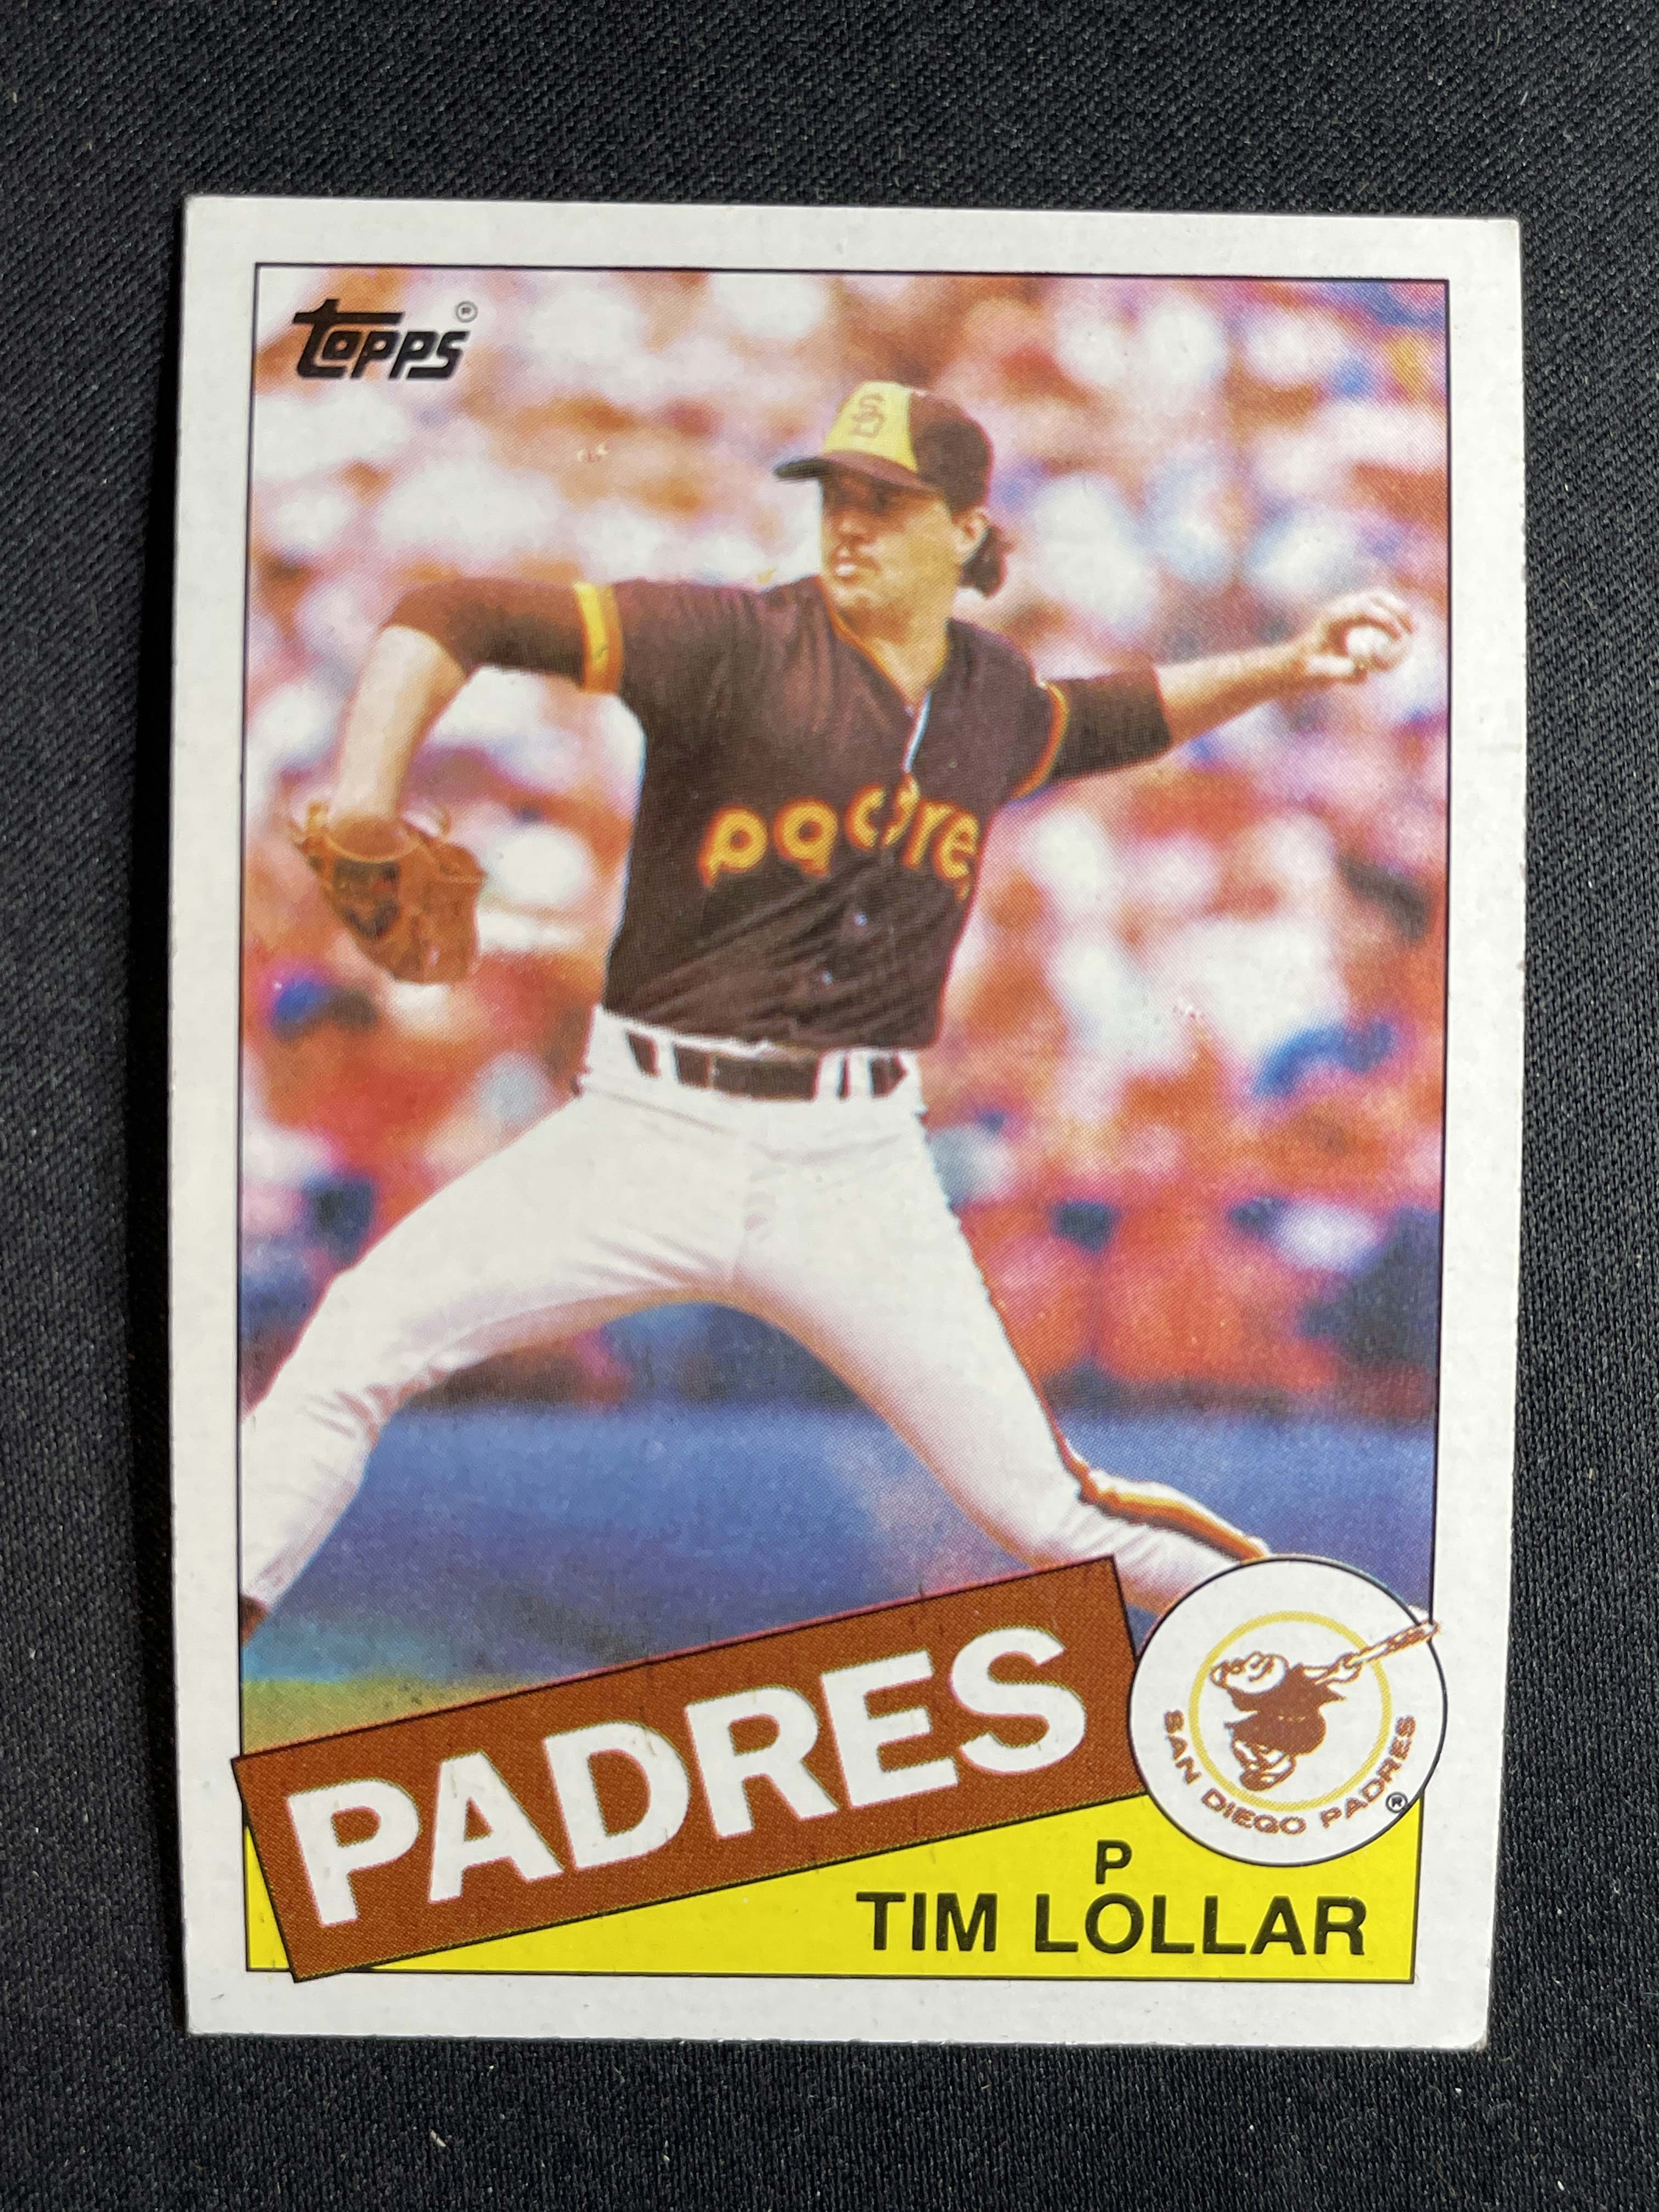 Topps®
SD
padres
PADRES
SAN DIEGO PADRES ®
P
TIM LOLLAR